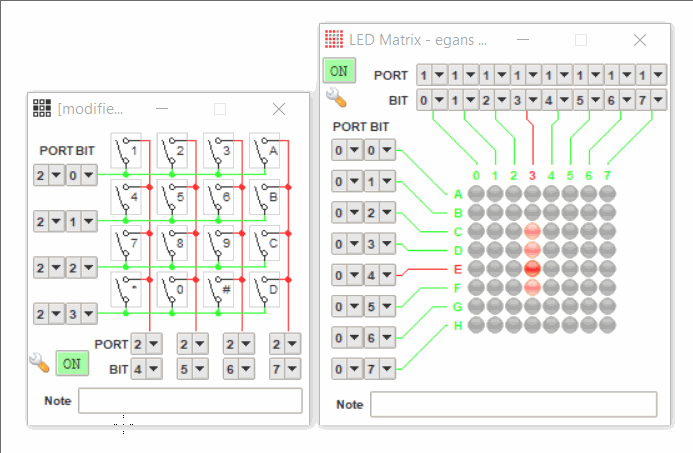 LED Matrix - egans ...
ON
PORT 1 1 1 1 1 1 1 1
BIT 0 1 2 3 4 5 6 7
PORT BIT
0 0
0 1
0 2
0 3
0 4
0 5
0 6
0 7
0 1 2 3 4 5 6 7
A
B
C
D
E
F
G
H
Note
[modifie...
PORT BIT
2 0
2 1
2 2
2 3
1 2 3 A
4 5 6 B
7 8 9 C
* 0 # D
PORT 2 2 2 2
ON
BIT 4 5 6 7
Note